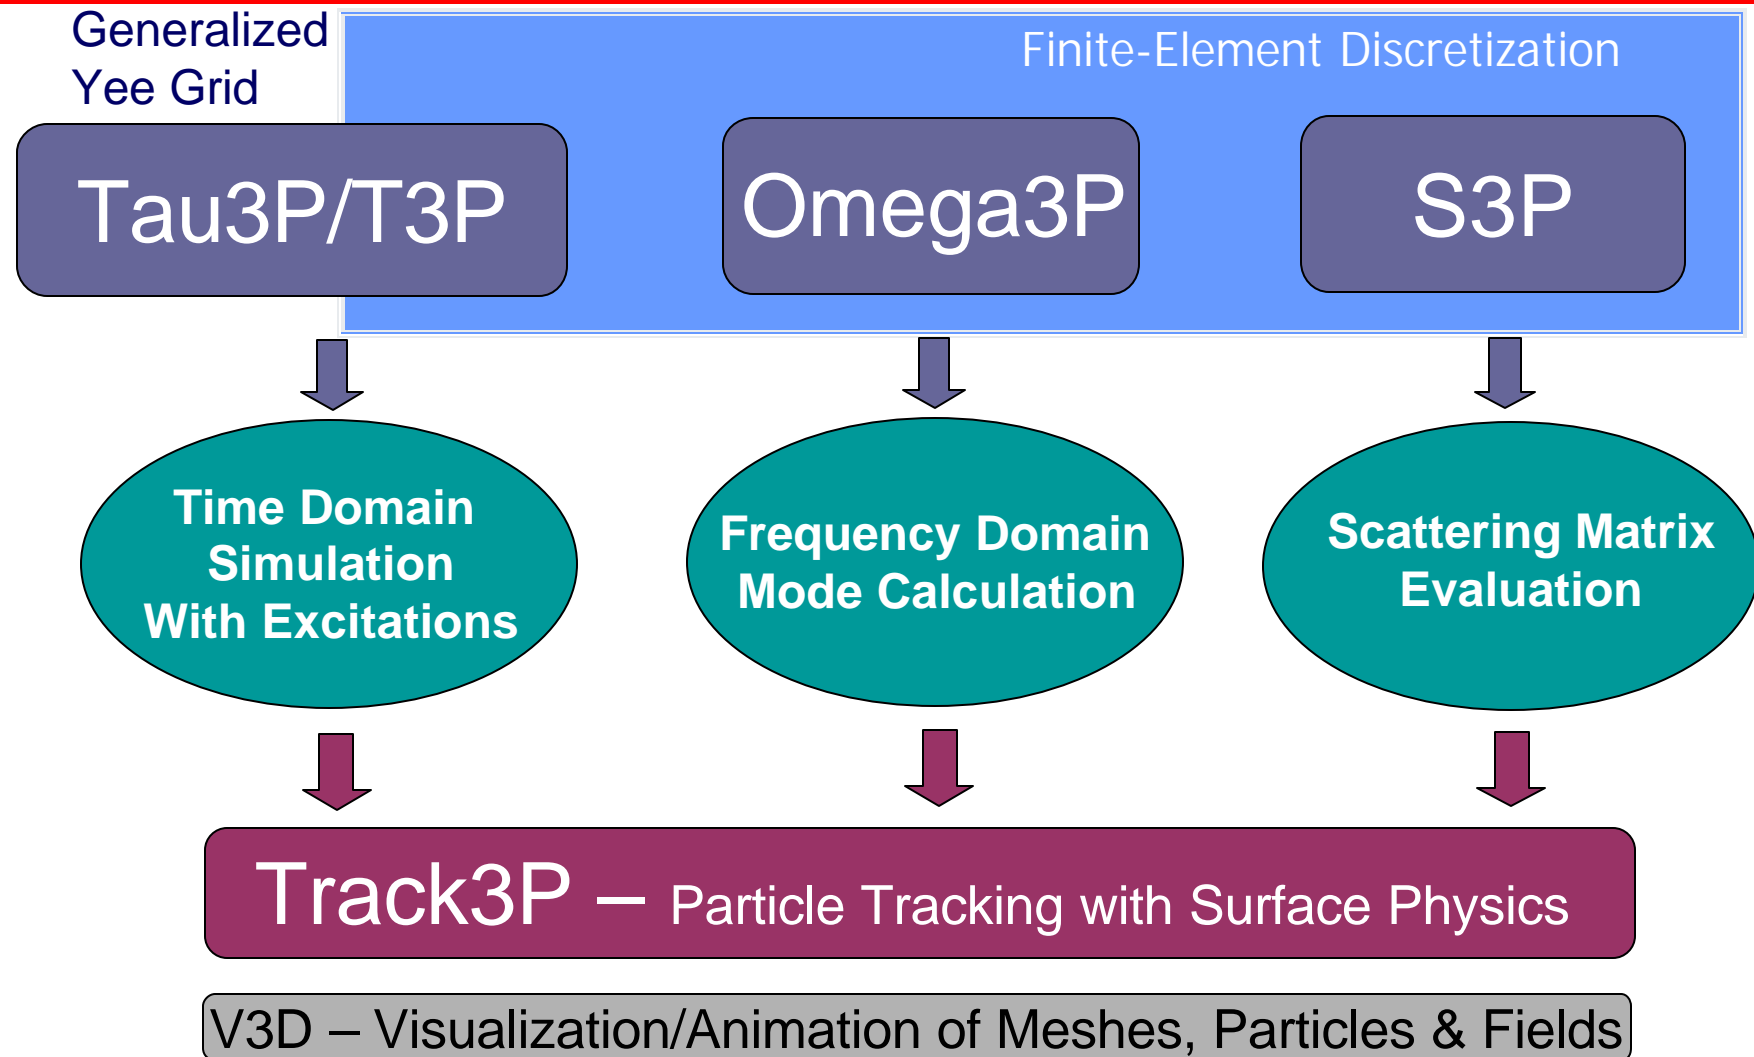 Generalized
Yee Grid
Finite-Element Discretization
Tau3P/T3P
Omega3P
S3P
Time Domain
Simulation
With Excitations
Frequency Domain
Mode Calculation
Scattering Matrix
Evaluation
Track3P – Particle Tracking with Surface Physics
V3D – Visualization/Animation of Meshes, Particles & Fields